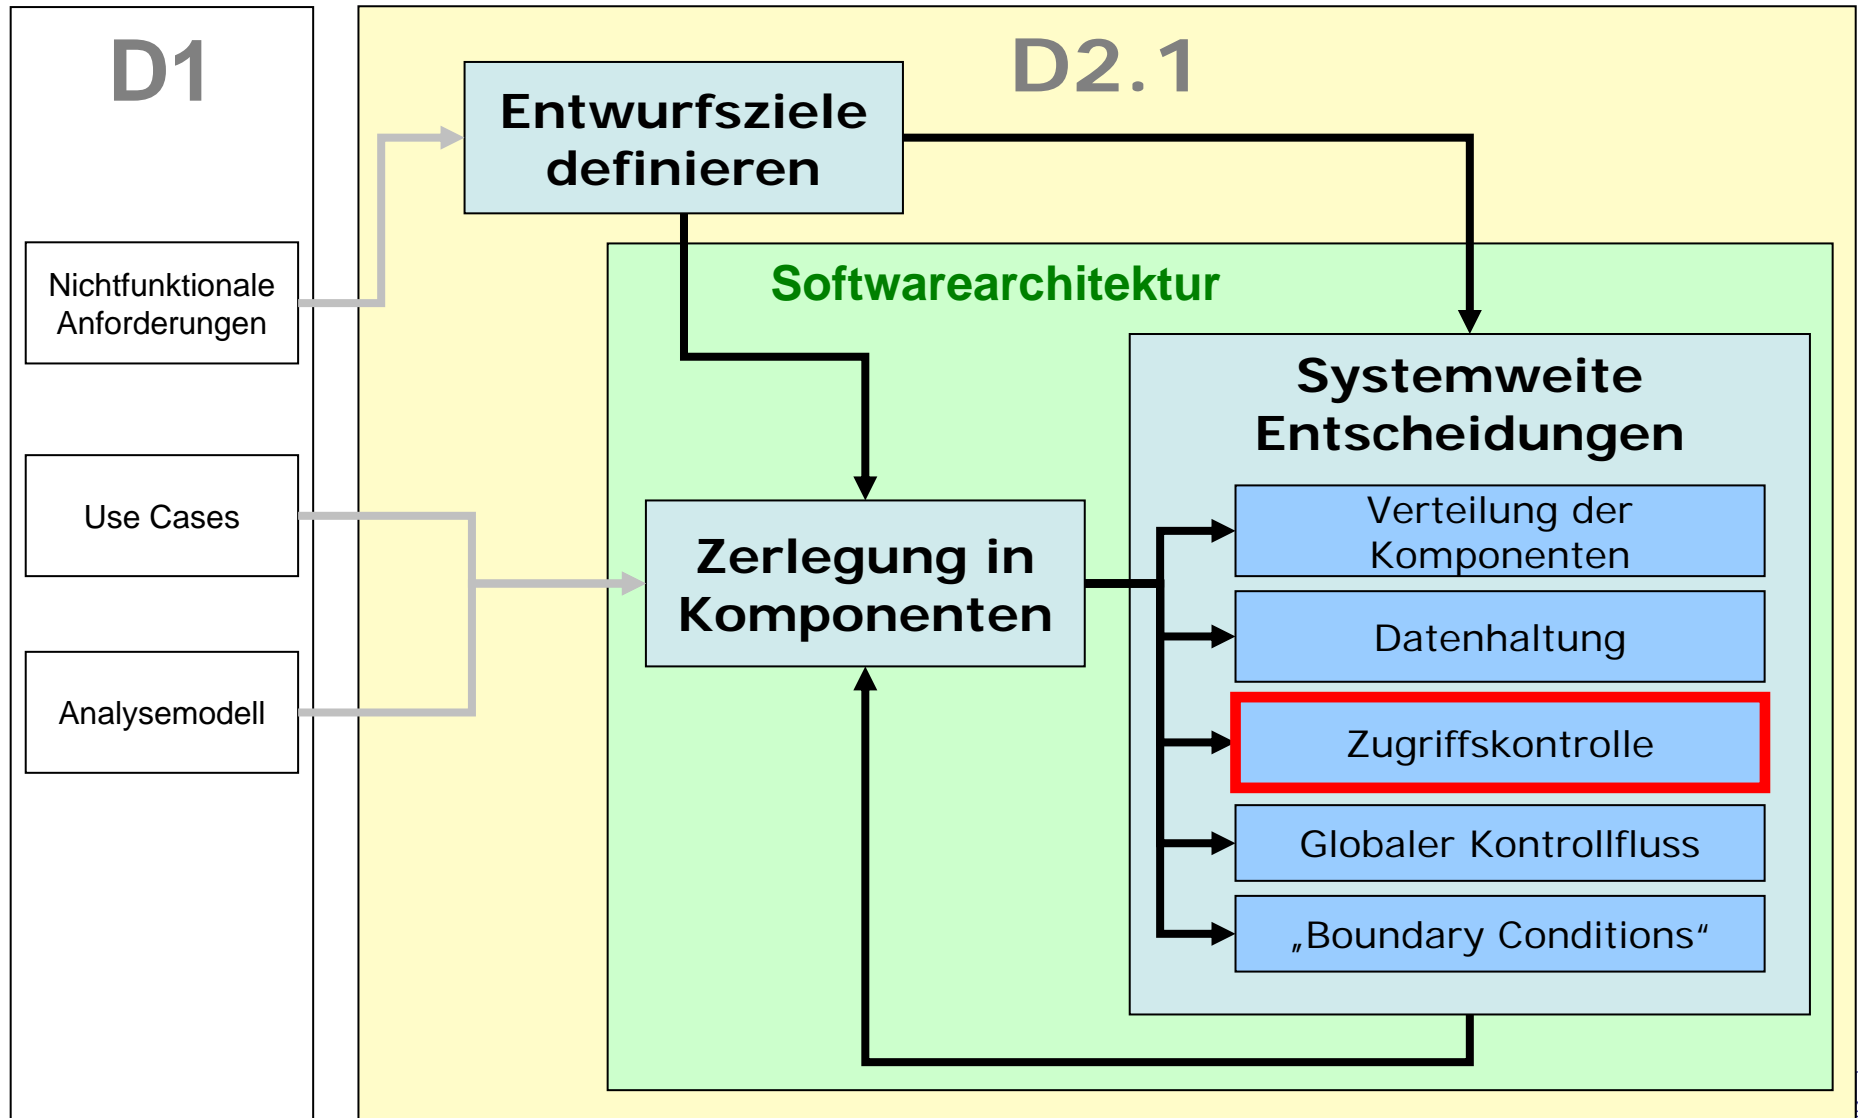 D1
Nichtfunktionale
Anforderungen
Use Cases
Analysemodell
D2.1
Entwurfsziele
definieren
Softwarearchitektur
Zerlegung in
Komponenten
Systemweite
Entscheidungen
Verteilung der
Komponenten
Datenhaltung
Zugriffskontrolle
Globaler Kontrollfluss
„Boundary Conditions“